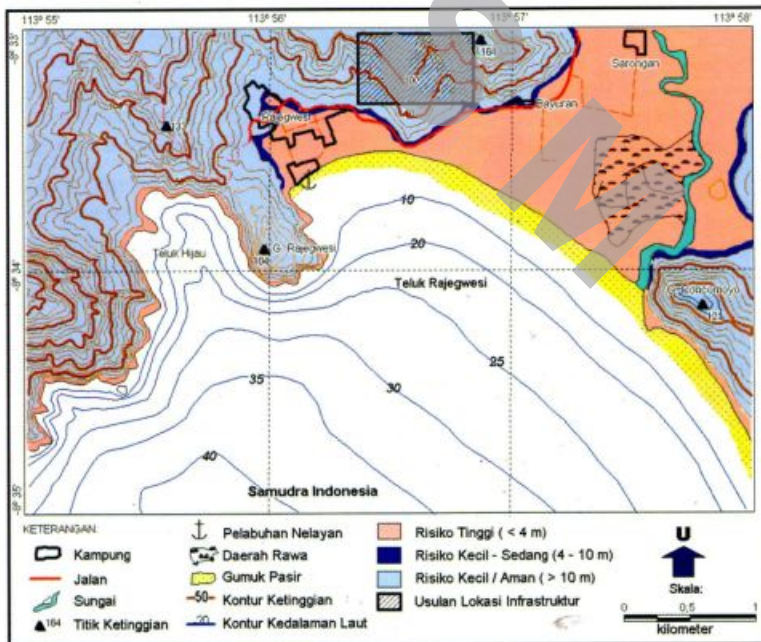 113° 55' 113° 56' 113° 57' 113° 58'
-8° 33'
164
Sarongan
Bayuran
Rajegwesi
10
G. Rajegwesi
104
Teluk Hijau
20
-8° 34'
Teluk Rajegwesi
121
25
30
35
40
Samudra Indonesia
-8° 35'
KETERANGAN:
Kampung
Jalan
Sungai
164 Titik Ketinggian
Pelabuhan Nelayan
Daerah Rawa
Gumuk Pasir
50 Kontur Ketinggian
20 Kontur Kedalaman Laut
Risiko Tinggi ( < 4 m)
Risiko Kecil - Sedang (4 - 10 m)
Risiko Kecil / Aman ( > 10 m)
Usulan Lokasi Infrastruktur
U
Skala:
0 0,5 1
kilometer